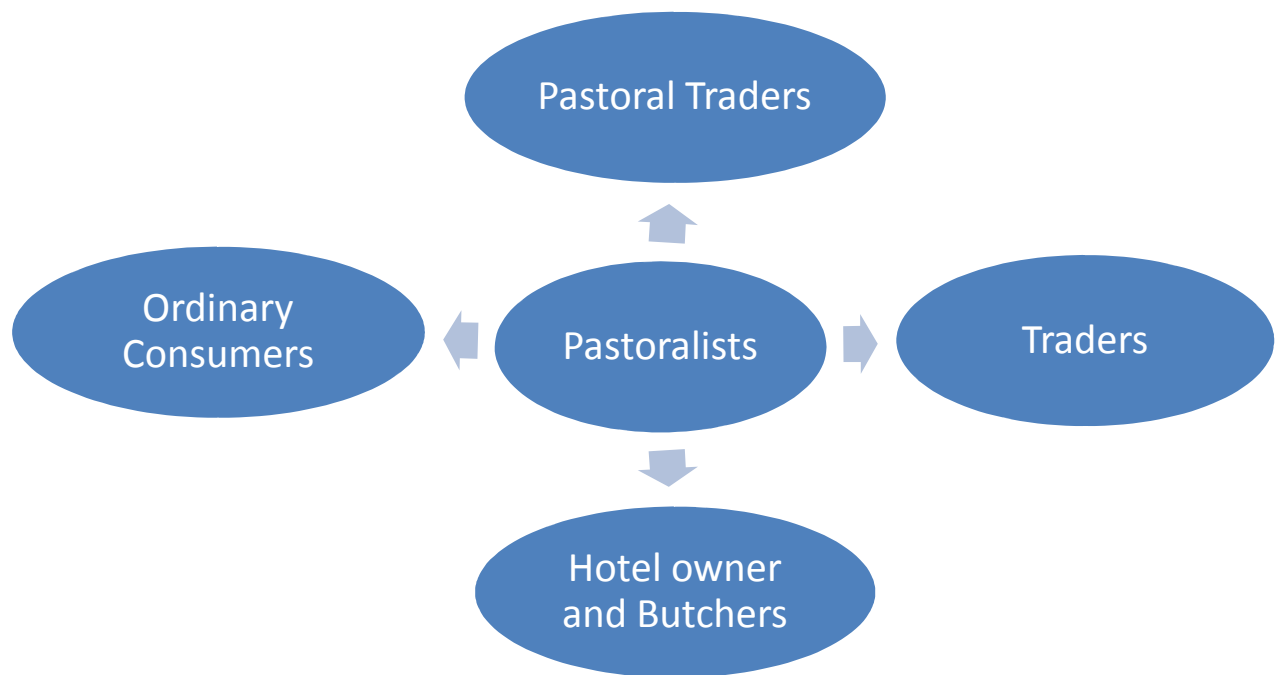 Pastoral Traders
Ordinary
Consumers
Pastoralists
Traders
Hotel owner
and Butchers